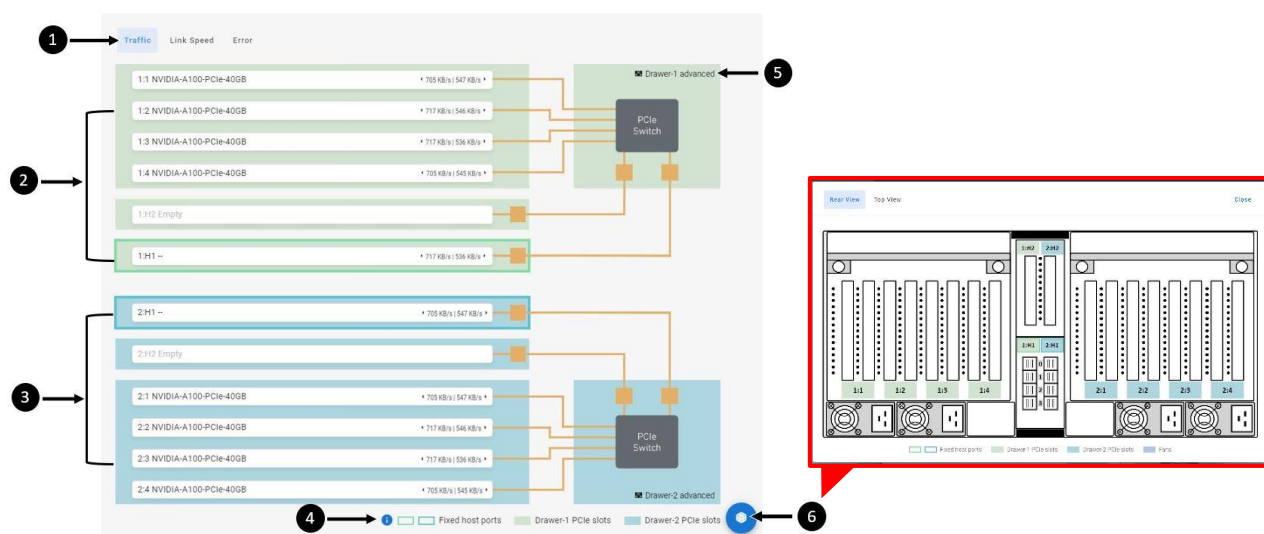 1
Traffic Link Speed Error
5
Drawer-1 advanced
1:1 NVIDIA-A100-PCIe-40GB 705 KB/s | 547 KB/s
1:2 NVIDIA-A100-PCIe-40GB 717 KB/s | 546 KB/s
PCIe
Switch
1:3 NVIDIA-A100-PCIe-40GB 717 KB/s | 536 KB/s
2
1:4 NVIDIA-A100-PCIe-40GB 705 KB/s | 545 KB/s
1:H2 Empty
1:H1 -- 717 KB/s | 536 KB/s
2:H1 -- 705 KB/s | 547 KB/s
2:H2 Empty
3
2:1 NVIDIA-A100-PCIe-40GB 705 KB/s | 547 KB/s
2:2 NVIDIA-A100-PCIe-40GB 717 KB/s | 546 KB/s
PCIe
Switch
2:3 NVIDIA-A100-PCIe-40GB 717 KB/s | 536 KB/s
2:4 NVIDIA-A100-PCIe-40GB 705 KB/s | 545 KB/s
Drawer-2 advanced
4
i Fixed host ports Drawer-1 PCIe slots Drawer-2 PCIe slots
6
Rear View Top View Close
1:H2 2:H2
1:H1 2:H1
0
1
2
3
1:1 1:2 1:3 1:4 2:1 2:2 2:3 2:4
Fixed host ports Drawer-1 PCIe slots Drawer-2 PCIe slots Fans